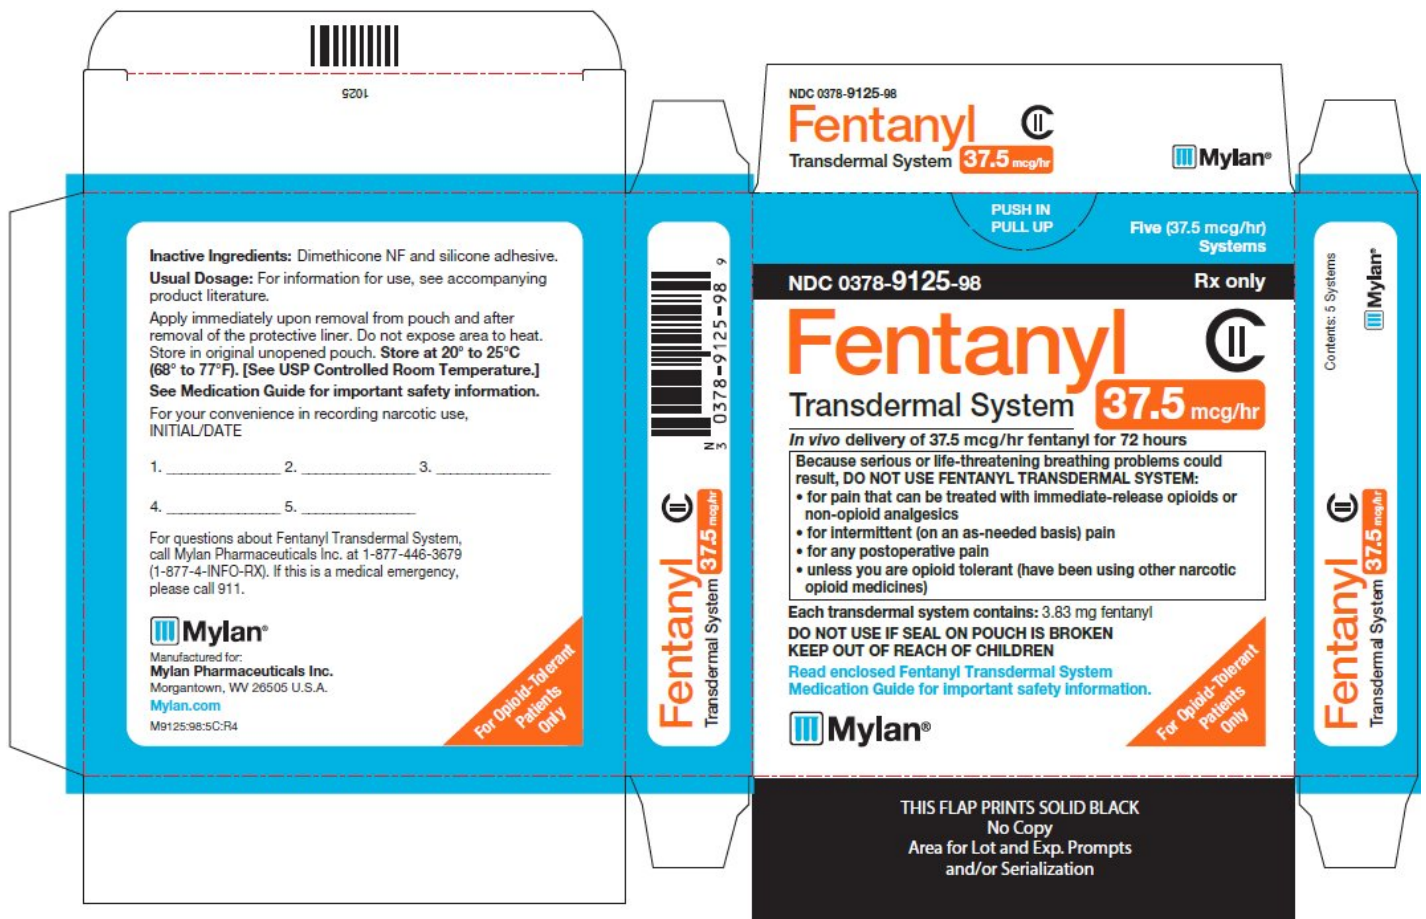 1025
Inactive Ingredients: Dimethicone NF and silicone adhesive.
Usual Dosage: For information for use, see accompanying
product literature.
Apply immediately upon removal from pouch and after
removal of the protective liner. Do not expose area to heat.
Store in original unopened pouch. Store at 20° to 25°C
(68° to 77°F). [See USP Controlled Room Temperature.]
See Medication Guide for important safety information.
For your convenience in recording narcotic use,
INITIAL/DATE
1. ________________ 2. ________________ 3. ________________
4. ________________ 5. ________________
For questions about Fentanyl Transdermal System,
call Mylan Pharmaceuticals Inc. at 1-877-446-3679
(1-877-4-INFO-RX). If this is a medical emergency,
please call 911.
Mylan®
Manufactured for:
Mylan Pharmaceuticals Inc.
Morgantown, WV 26505 U.S.A.
Mylan.com
M9125:98:5C:R4
For Opioid-Tolerant
Patients
Only
N
3 0378-9125-98 9
Fentanyl CII
Transdermal System 37.5 mcg/hr
NDC 0378-9125-98
Fentanyl CII
Transdermal System 37.5 mcg/hr
Mylan®
PUSH IN
PULL UP
Five (37.5 mcg/hr)
Systems
NDC 0378-9125-98 Rx only
Fentanyl CII
Transdermal System 37.5 mcg/hr
In vivo delivery of 37.5 mcg/hr fentanyl for 72 hours
Because serious or life-threatening breathing problems could
result, DO NOT USE FENTANYL TRANSDERMAL SYSTEM:
• for pain that can be treated with immediate-release opioids or
non-opioid analgesics
• for intermittent (on an as-needed basis) pain
• for any postoperative pain
• unless you are opioid tolerant (have been using other narcotic
opioid medicines)
Each transdermal system contains: 3.83 mg fentanyl
DO NOT USE IF SEAL ON POUCH IS BROKEN
KEEP OUT OF REACH OF CHILDREN
Read enclosed Fentanyl Transdermal System
Medication Guide for important safety information.
Mylan®
For Opioid-Tolerant
Patients
Only
THIS FLAP PRINTS SOLID BLACK
No Copy
Area for Lot and Exp. Prompts
and/or Serialization
Contents: 5 Systems
Mylan®
Fentanyl CII
Transdermal System 37.5 mcg/hr